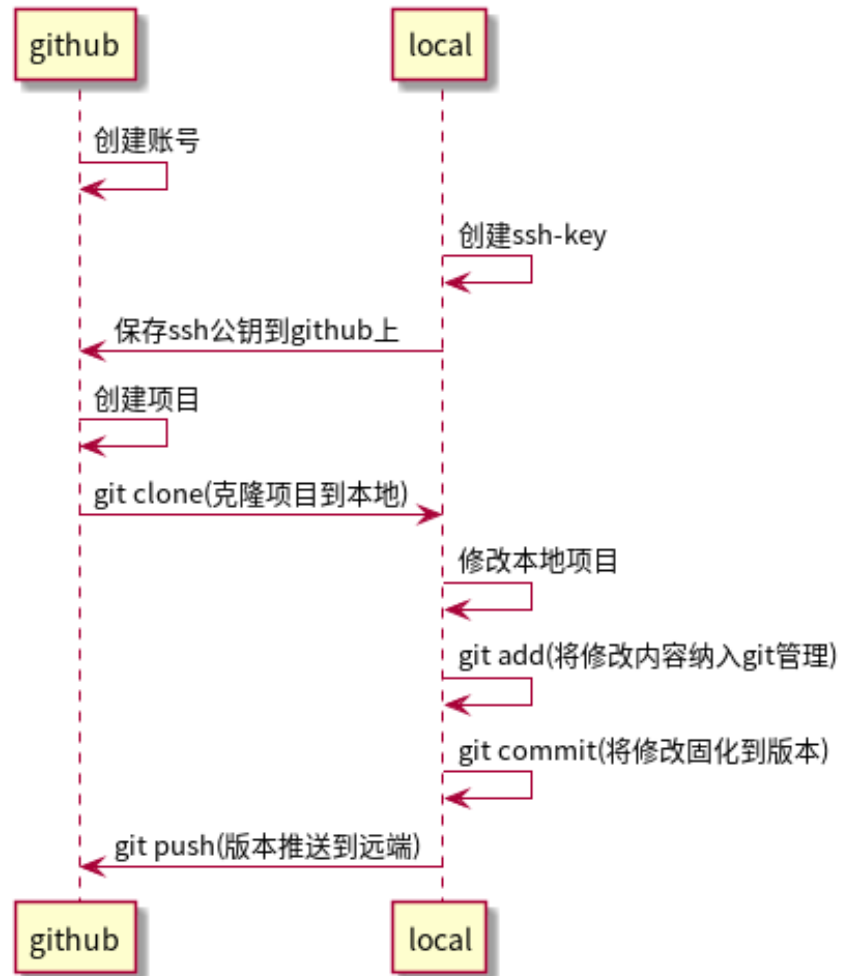 github
local
创建账号
创建ssh-key
保存ssh公钥到github上
创建项目
git clone(克隆项目到本地)
修改本地项目
git add(将修改内容纳入git管理)
git commit(将修改固化到版本)
git push(版本推送到远端)
github
local